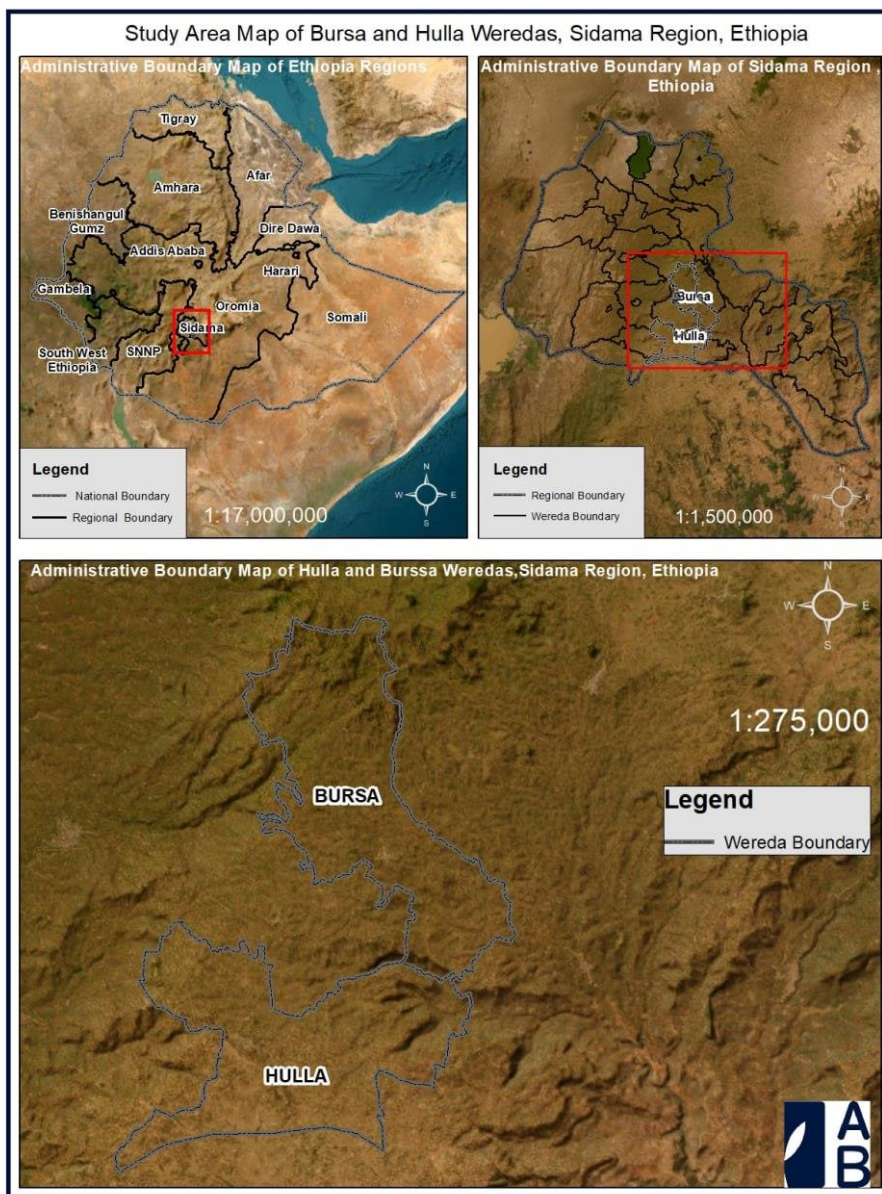 Study Area Map of Bursa and Hulla Weredas, Sidama Region, Ethiopia
Administrative Boundary Map of Ethiopia Regions
Tigray
Afar
Amhara
Benishangul
Gumz
Dire Dawa
Addis Ababa
Harari
Gambela
Oromia
Somali
Sidama
SNNP
South West
Ethiopia
Legend
National Boundary
Regional Boundary
1:17,000,000
N
W
E
S
Administrative Boundary Map of Sidama Region ,
Ethiopia
Bursa
Hulla
Legend
Regional Boundary
Wereda Boundary
1:1,500,000
N
W
E
S
Administrative Boundary Map of Hulla and Burssa Weredas,Sidama Region, Ethiopia
N
W
E
S
1:275,000
BURSA
Legend
Wereda Boundary
HULLA
A
B